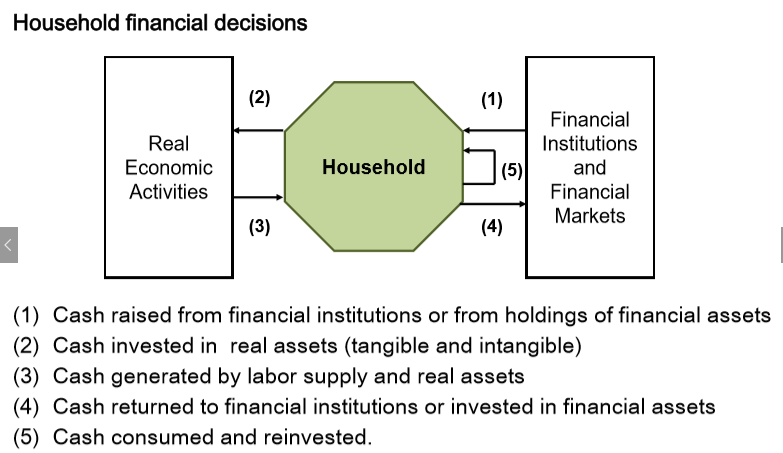 Household financial decisions
(2)
(1)
Real
Economic
Activities
Household
Financial
Institutions
and
Financial
Markets
(5)
(3)
(4)
(1) Cash raised from financial institutions or from holdings of financial assets
(2) Cash invested in real assets (tangible and intangible)
(3) Cash generated by labor supply and real assets
(4) Cash returned to financial institutions or invested in financial assets
(5) Cash consumed and reinvested.